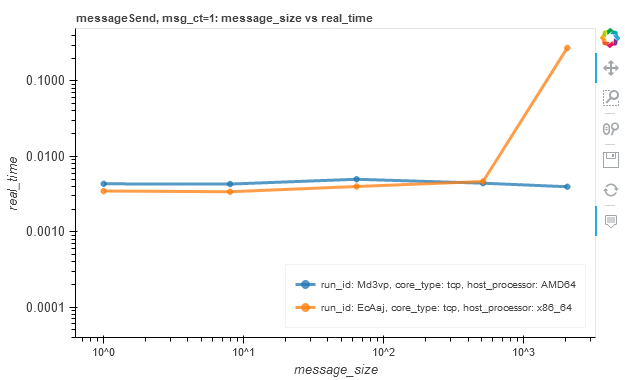 messageSend, msg_ct=1: message_size vs real_time
0.1000
0.0100
0.0010
0.0001
real_time
10^0
10^1
10^2
10^3
message_size
run_id: Md3vp, core_type: tcp, host_processor: AMD64
run_id: EcAaj, core_type: tcp, host_processor: x86_64